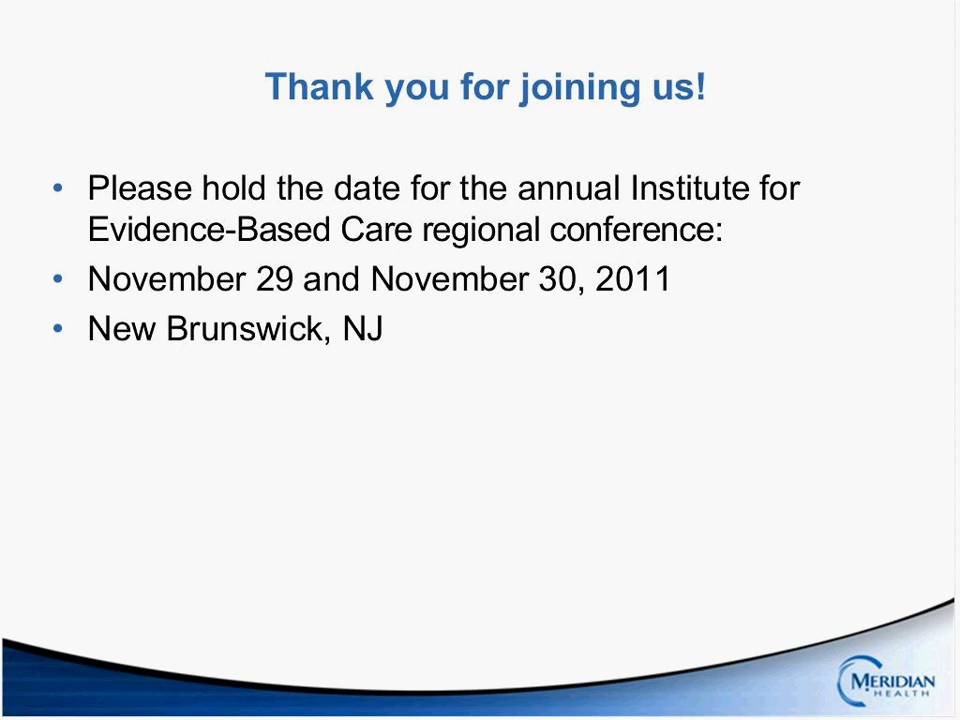 Thank you for joining us!
• Please hold the date for the annual Institute for
Evidence-Based Care regional conference:
• November 29 and November 30, 2011
• New Brunswick, NJ
MERIDIAN
HEALTH